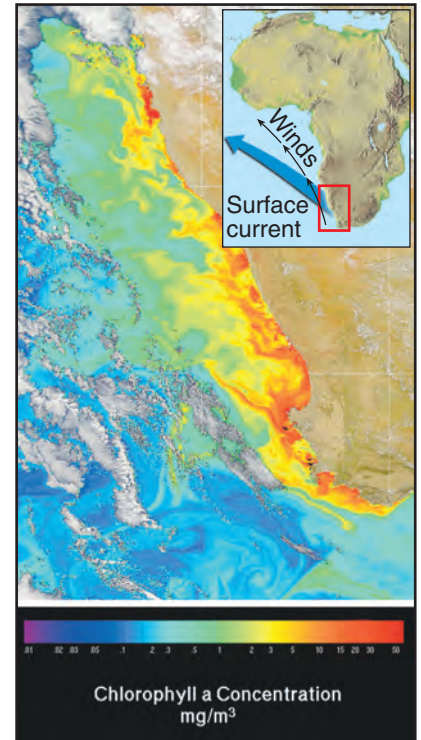 Winds
Surface
current
.01 .02 .03 .05 .1 .2 .3 .5 1 2 3 5 10 15 20 30 50
Chlorophyll a Concentration
mg/m³